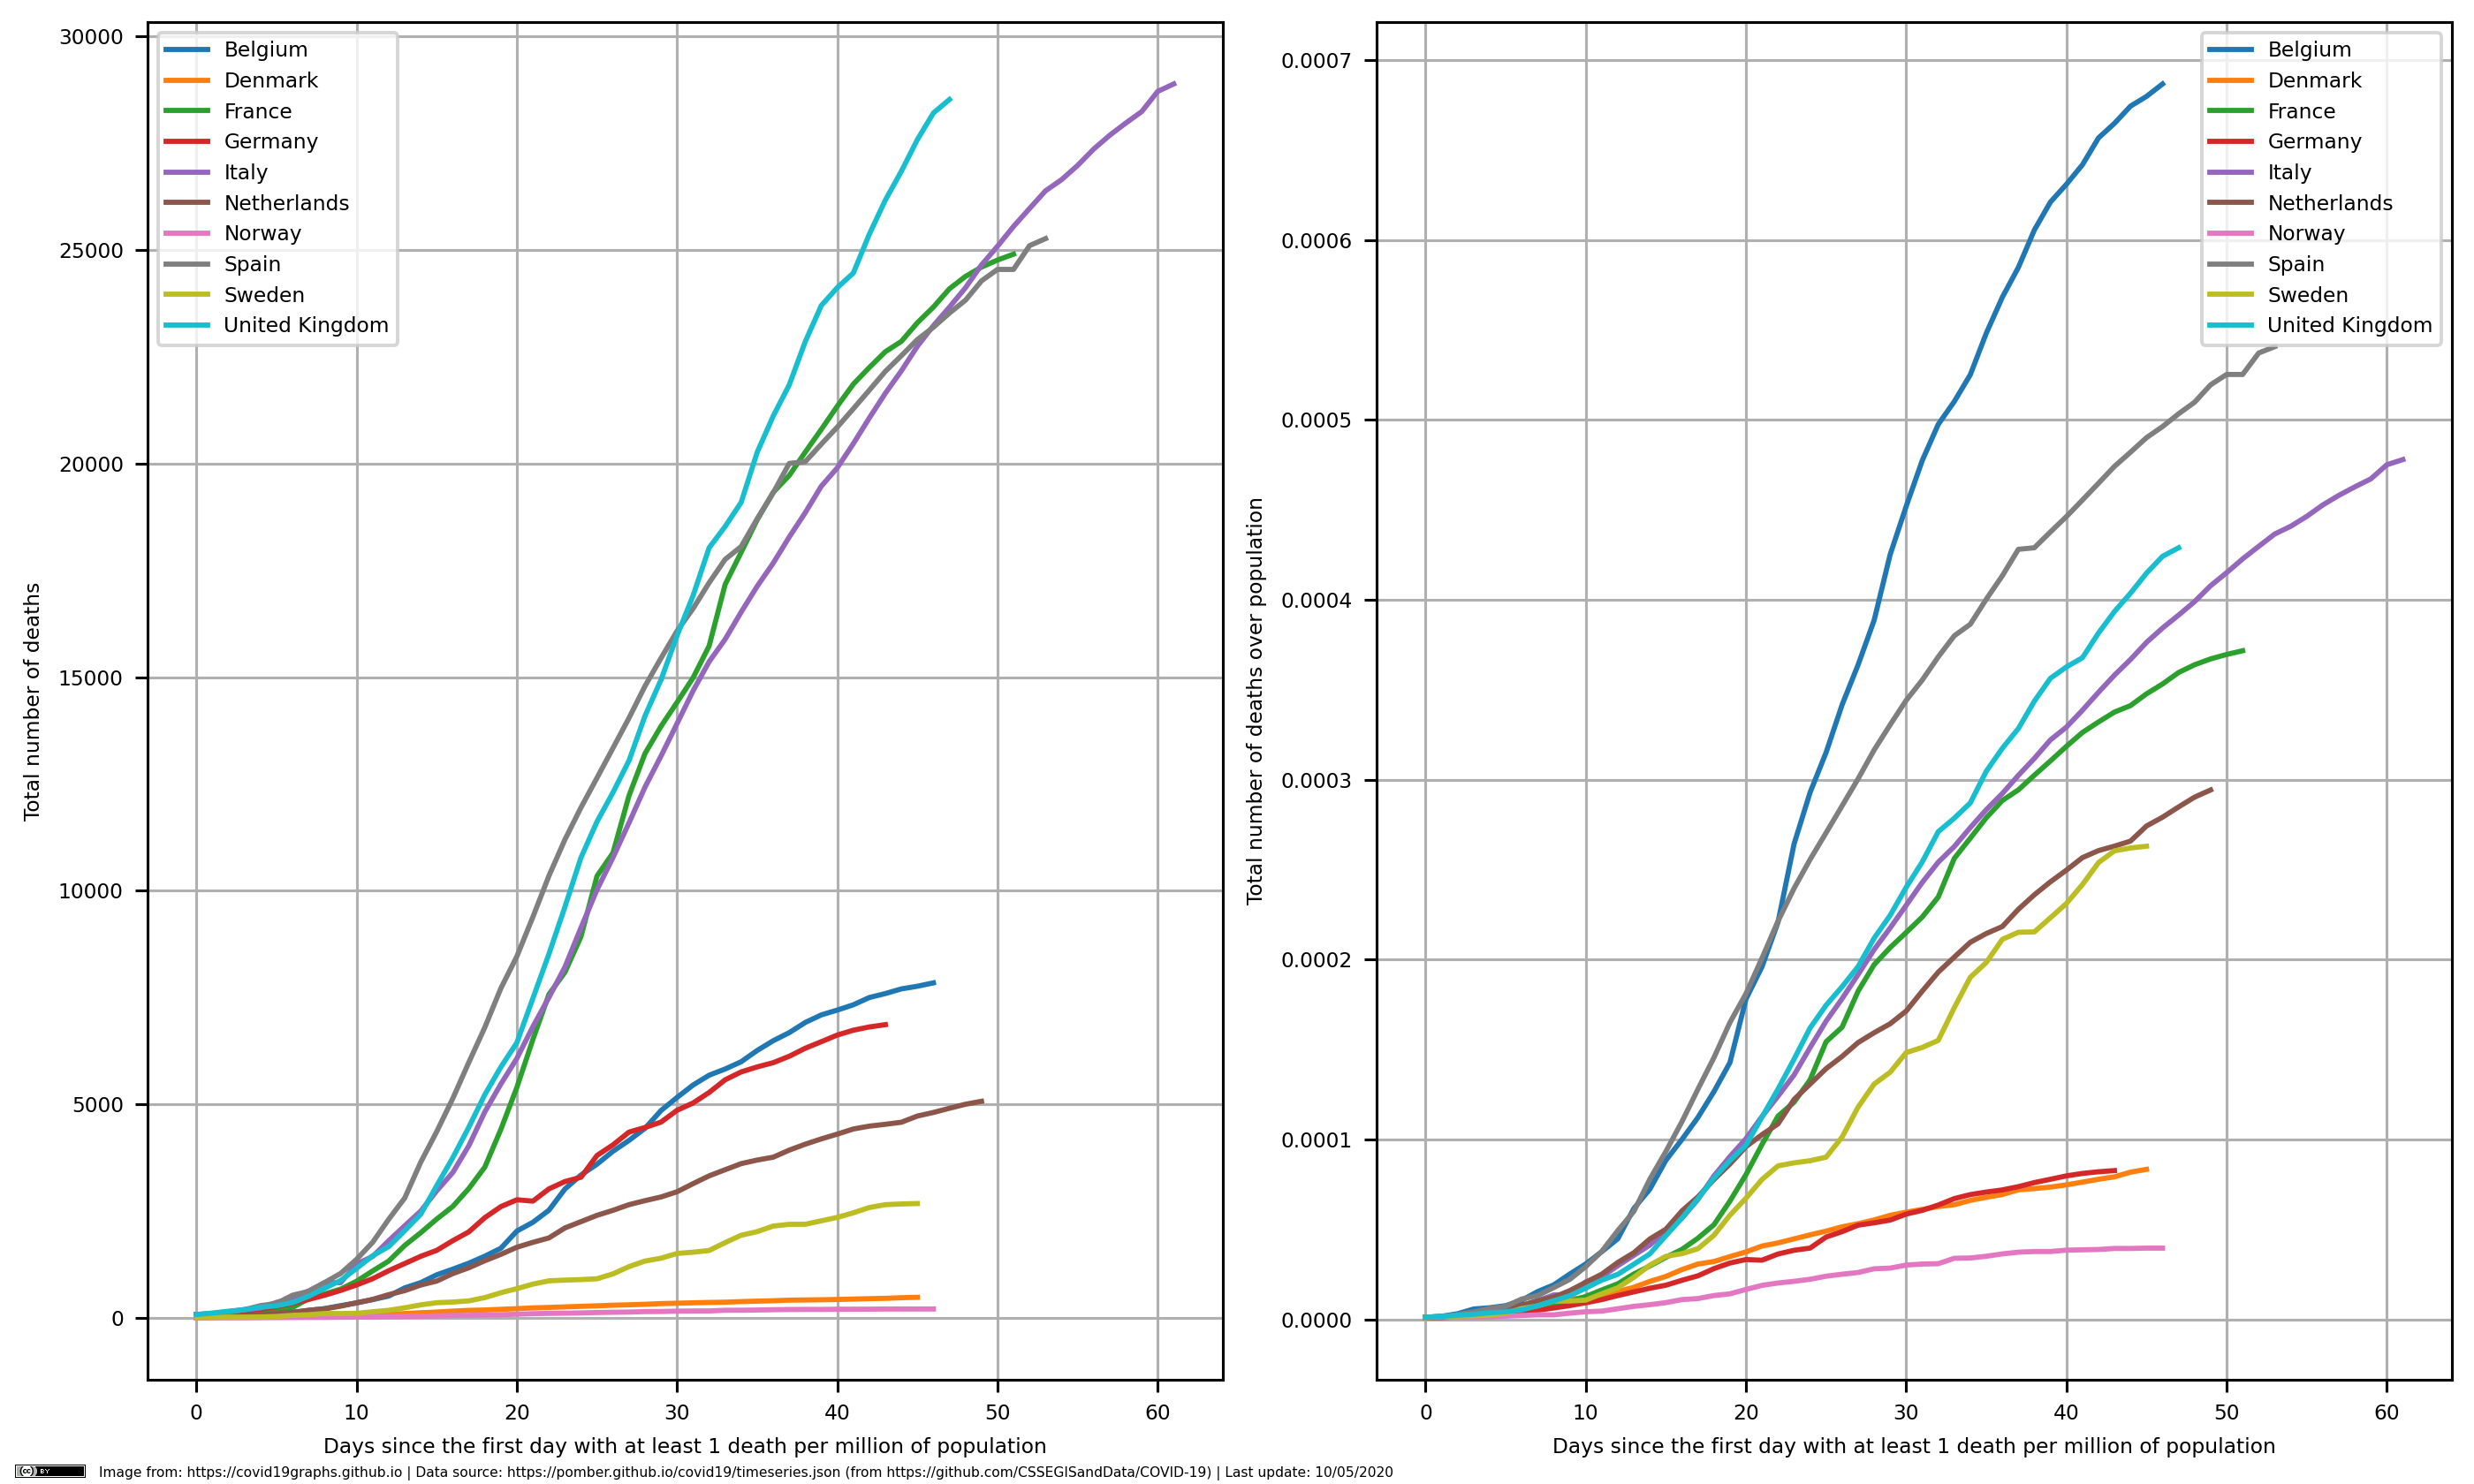 30000
25000
20000
15000
10000
5000
0
Total number of deaths
Belgium
Denmark
France
Germany
Italy
Netherlands
Norway
Spain
Sweden
United Kingdom
0 10 20 30 40 50 60
Days since the first day with at least 1 death per million of population
0.0007
0.0006
0.0005
0.0004
0.0003
0.0002
0.0001
0.0000
Total number of deaths over population
Belgium
Denmark
France
Germany
Italy
Netherlands
Norway
Spain
Sweden
United Kingdom
0 10 20 30 40 50 60
Days since the first day with at least 1 death per million of population
(cc) BY
Image from: https://covid19graphs.github.io | Data source: https://pomber.github.io/covid19/timeseries.json (from https://github.com/CSSEGISandData/COVID-19) | Last update: 10/05/2020